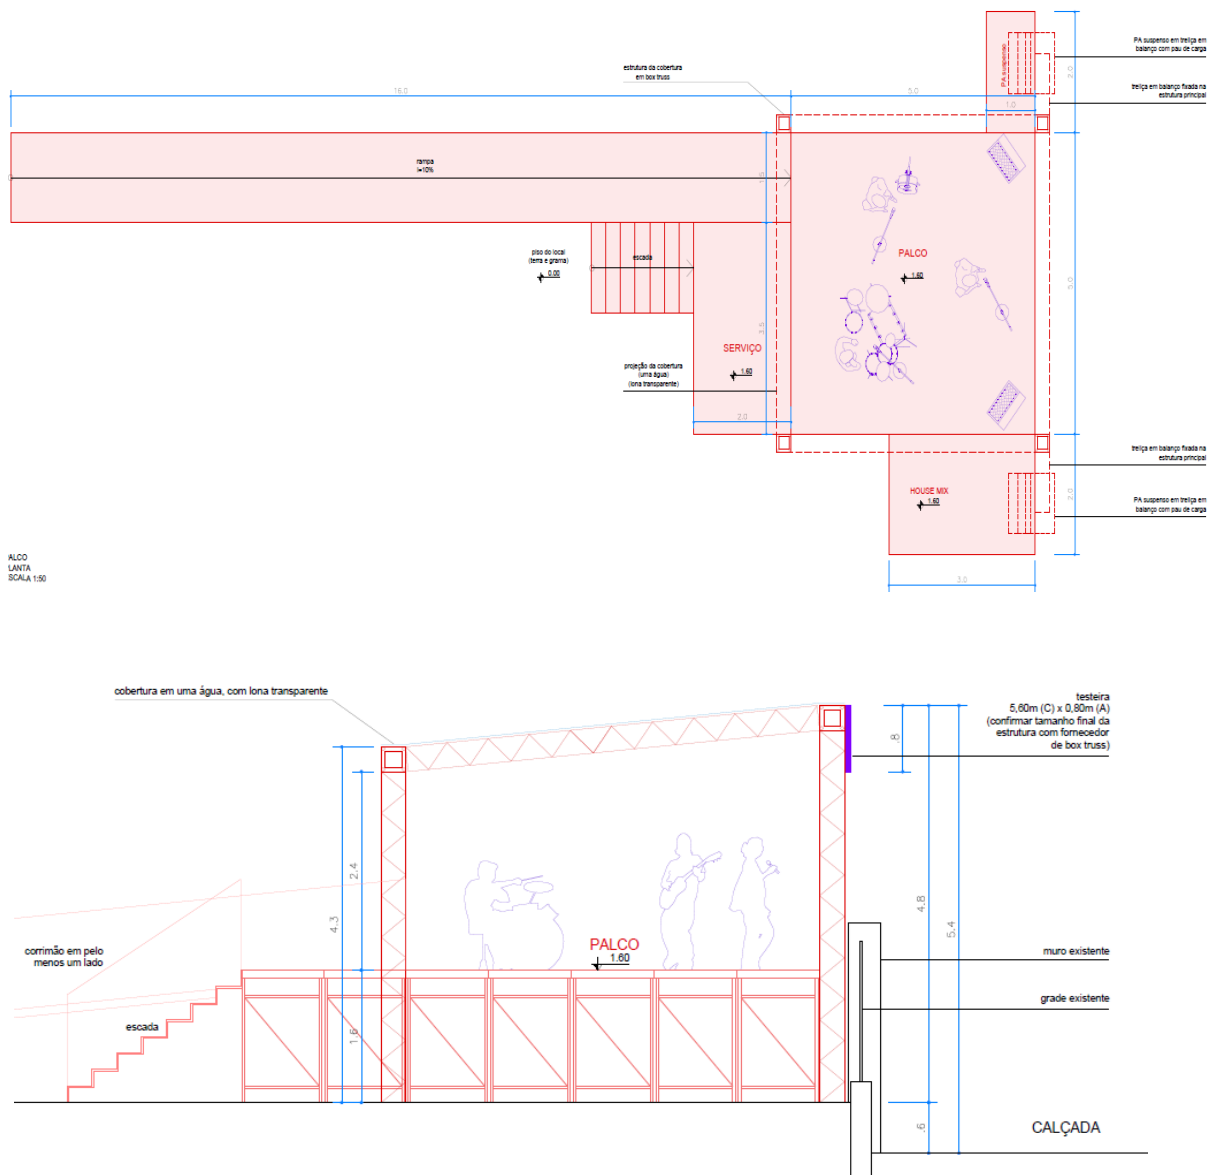 PA suspenso em treliça em
balanço com pau de carga
estrutura da cobertura
em box truss
PA suspenso
2.0
treliça em balanço fixada na
estrutura principal
16.0
5.0
1.0
rampa
i=10%
1.5
piso do local
(terra e grama)
0.00
escada
PALCO
1.60
5.0
3.5
SERVIÇO
1.60
projeção da cobertura
(uma água)
(lona transparente)
2.0
treliça em balanço fixada na
estrutura principal
HOUSE MIX
1.60
2.0
PA suspenso em treliça em
balanço com pau de carga
ALCO
LANTA
SCALA 1:50
3.0
cobertura em uma água, com lona transparente
testeira
5,60m (C) x 0,80m (A)
(confirmar tamanho final da
estrutura com fornecedor
de box truss)
.8
2.4
4.3
4.8
5.4
corrimão em pelo
menos um lado
PALCO
1.60
muro existente
grade existente
escada
1.6
.6
CALÇADA